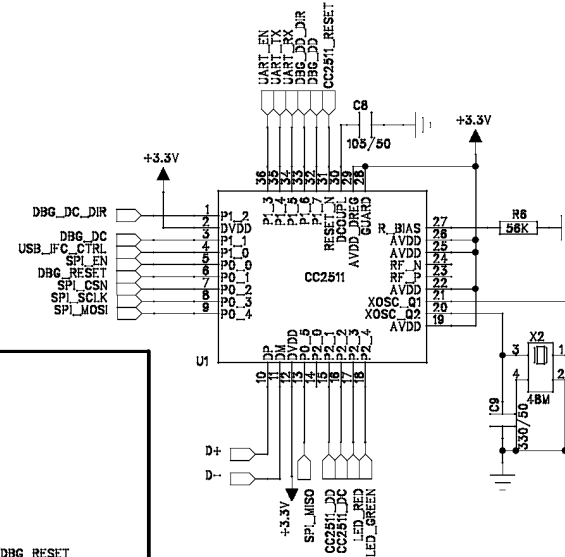 UART_EN
UART_TX
UART_RX
DBG_DD_DIR
DBG_DD
CC2511_RESET
C8
105/50
+3.3V
+3.3V
36
35
34
33
32
31
30
29
28
P1_3
P1_4
P1_5
P1_6
P1_7
RESET_N
DCOUPL
AVDD_DREG
GUARD
DBG_DC_DIR 1 P1_2
2 DVDD
DBG_DC 3 P1_1
USB_IFC_CTRL 4 P1_0
SPI_EN 5 P0_0
DBG_RESET 6 P0_1
SPI_CSN 7 P0_2
SPI_SCLK 8 P0_3
SPI_MOSI 9 P0_4
CC2511
R_BIAS 27
AVDD 26
AVDD 25
RF_N 24
RF_P 23
AVDD 22
XOSC_Q1 21
XOSC_Q2 20
AVDD 19
R6
56K
U1
DP
DM
DVDD
P0_5
P2_0
P2_1
P2_2
P2_3
P2_4
10
11
12
13
14
15
16
17
18
X2
3 1
4 2
48M
C9
330/50
D+
D-
+3.3V
SPI_MISO
CC2511_DD
CC2511_DC
LED_RED
LED_GREEN
DBG_RESET